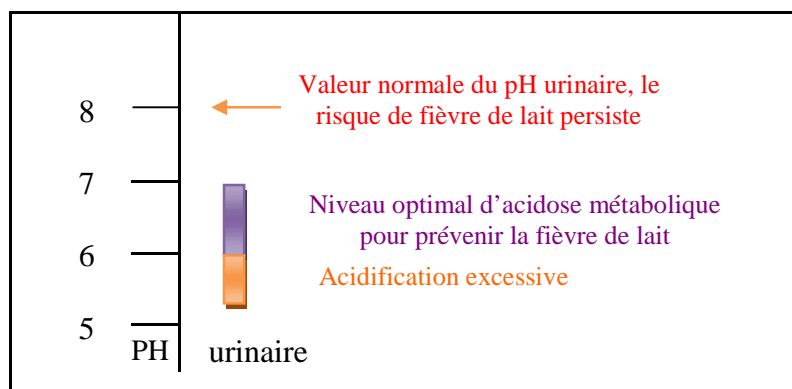 Valeur normale du pH urinaire, le
8
risque de fièvre de lait persiste
7
Niveau optimal d’acidose métabolique
pour prévenir la fièvre de lait
6
Acidification excessive
5
PH urinaire